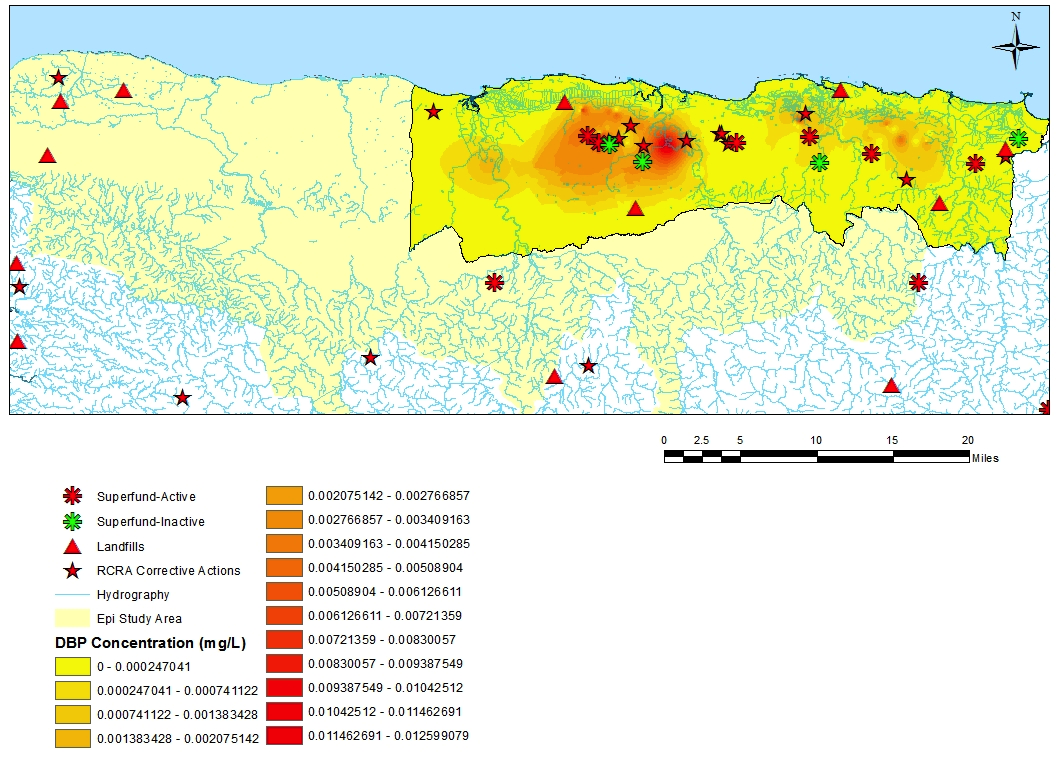 N
0 2.5 5 10 15 20
Miles
Superfund-Active
Superfund-Inactive
Landfills
RCRA Corrective Actions
Hydrography
Epi Study Area
DBP Concentration (mg/L)
0 - 0.000247041
0.000247041 - 0.000741122
0.000741122 - 0.001383428
0.001383428 - 0.002075142
0.002075142 - 0.002766857
0.002766857 - 0.003409163
0.003409163 - 0.004150285
0.004150285 - 0.00508904
0.00508904 - 0.006126611
0.006126611 - 0.00721359
0.00721359 - 0.00830057
0.00830057 - 0.009387549
0.009387549 - 0.01042512
0.01042512 - 0.011462691
0.011462691 - 0.012599079